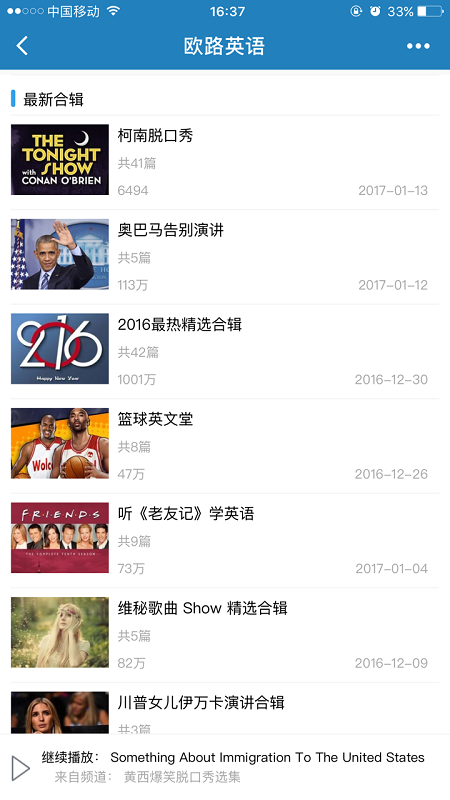 中国移动
16:37
33%
欧路英语
最新合辑
THE
TONIGHT
SHOW
with
CONAN O'BRIEN
柯南脱口秀
共41篇
6494
2017-01-13
奥巴马告别演讲
共5篇
113万
2017-01-12
2016
Happy New Year
2016最热精选合辑
共42篇
1001万
2016-12-30
篮球英文堂
共8篇
47万
2016-12-26
F·R·I·E·N·D·S
THE COMPLETE TENTH SEASON
听《老友记》学英语
共9篇
73万
2017-01-04
维秘歌曲 Show 精选合辑
共5篇
82万
2016-12-09
川普女儿伊万卡演讲合辑
共3篇
继续播放： Something About Immigration To The United States
来自频道： 黄西爆笑脱口秀选集